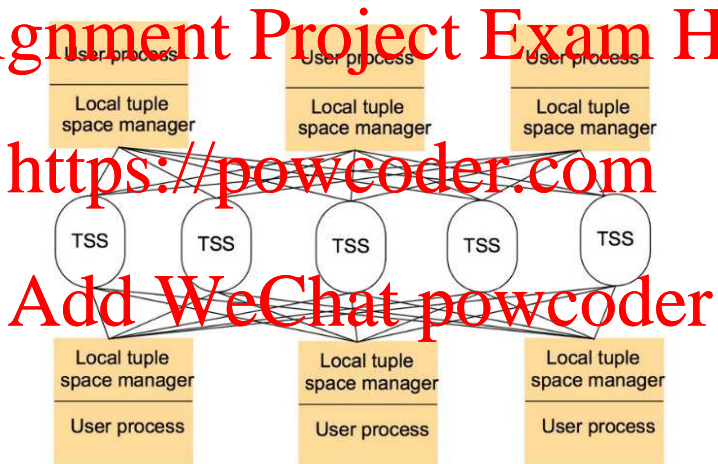 ignment Project Exam H
User process User process User process
Local tuple Local tuple Local tuple
space manager space manager space manager
https://powcoder.com
TSS TSS TSS TSS TSS
Add WeChat powcoder
Local tuple Local tuple Local tuple
space manager space manager space manager
User process User process User process